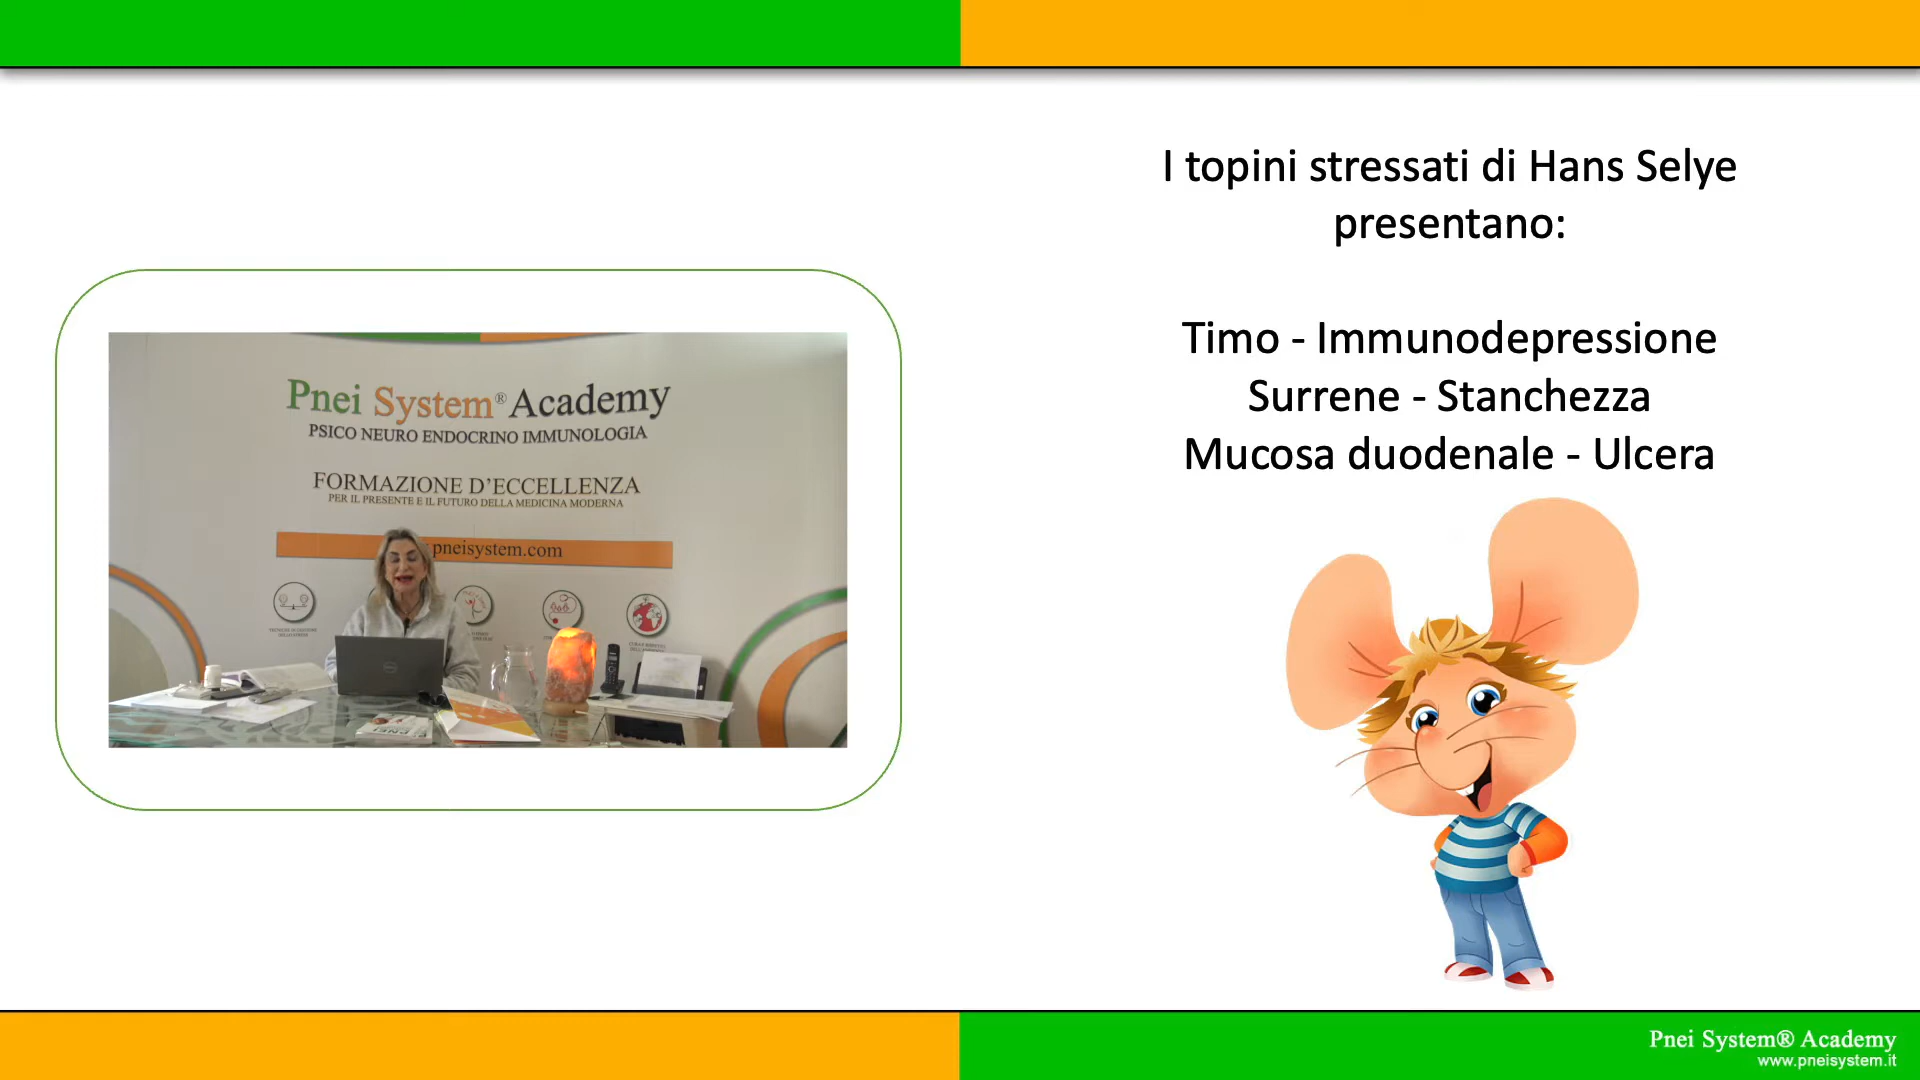 I topini stressati di Hans Selye
presentano:
Timo - Immunodepressione
Surrene - Stanchezza
Mucosa duodenale - Ulcera
Pnei System® Academy
PSICO NEURO ENDOCRINO IMMUNOLOGIA
FORMAZIONE D'ECCELLENZA
PER IL PRESENTE E IL FUTURO DELLA MEDICINA MODERNA
pneisystem.com
Pnei System® Academy
www.pneisystem.it